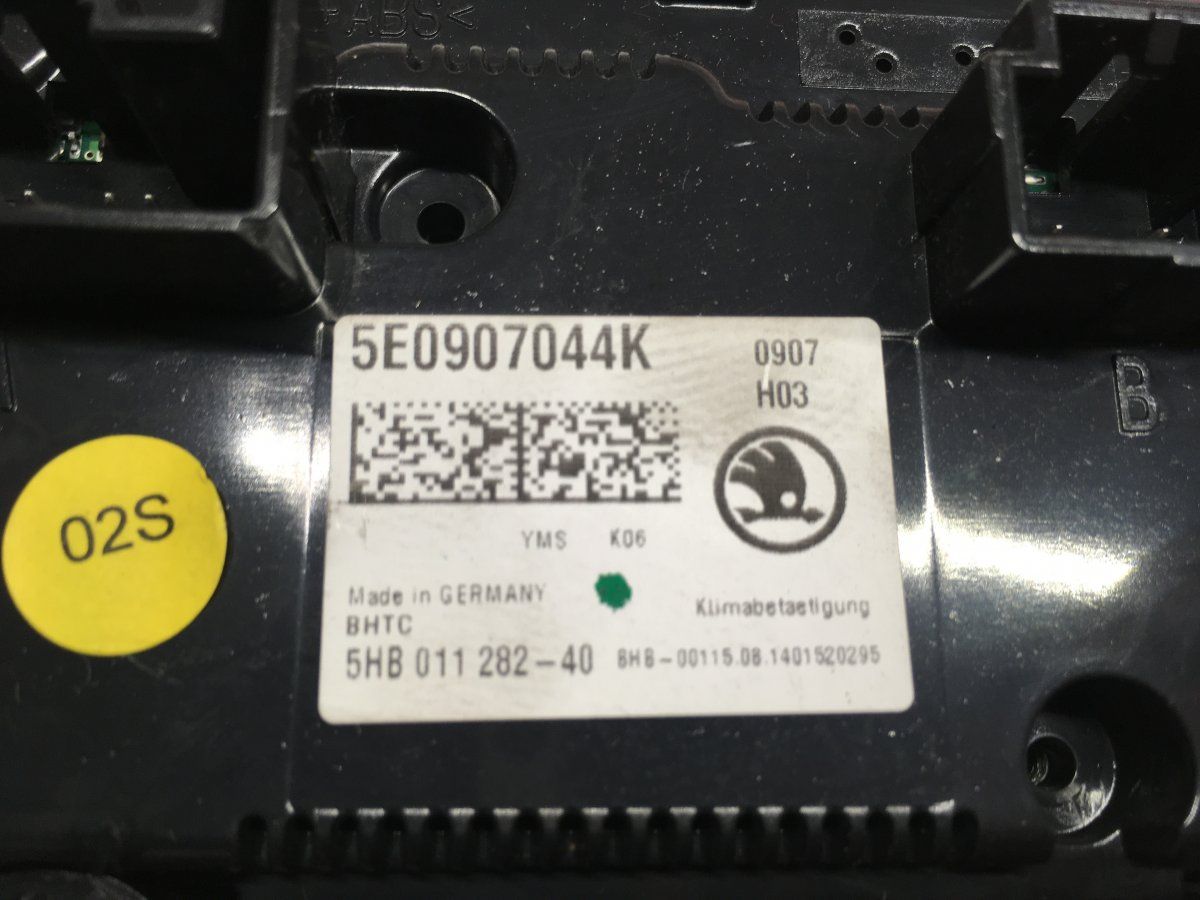 >ABS<
5E0907044K
0907
H03
B
02S
YMS K06
Made in GERMANY
BHTC
Klimabetaetigung
5HB 011 282-40
BHB-00115.08.1401520295